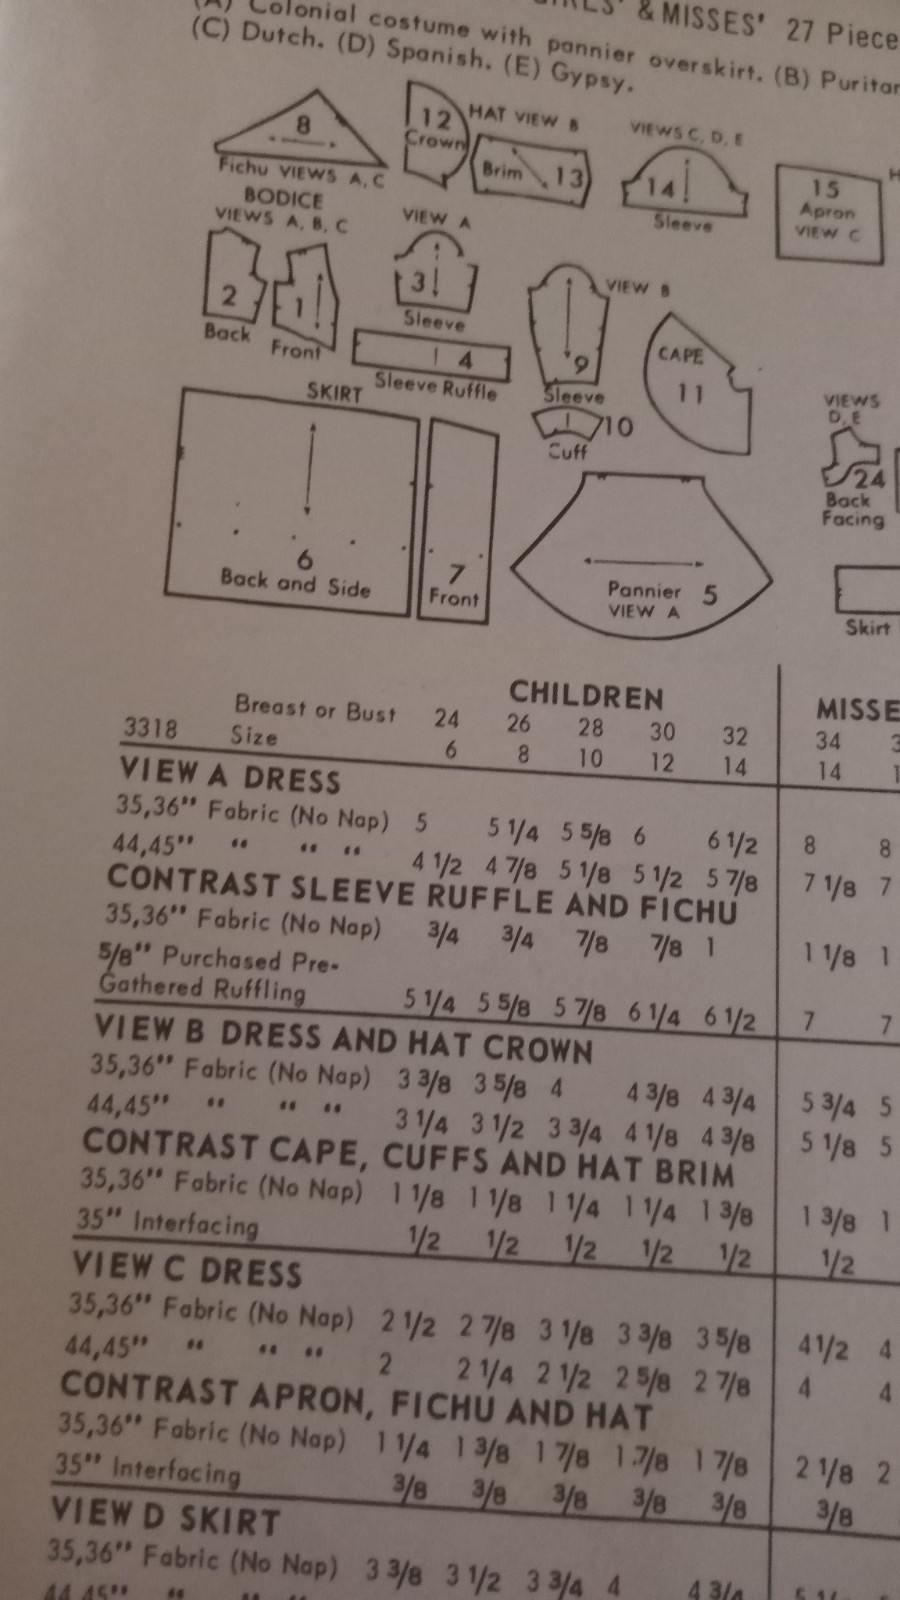 & MISSES' 27 Piece
(A) Colonial costume with pannier overskirt. (B) Puritan
(C) Dutch. (D) Spanish. (E) Gypsy.
8
Fichu VIEWS A, C
12
Crown
HAT VIEW B
Brim 13
VIEWS C, D, E
14
Sleeve
15
Apron
VIEW C
BODICE
VIEWS A, B, C
2
Back
1
Front
VIEW A
3
Sleeve
4
Sleeve Ruffle
VIEW B
9
Sleeve
10
Cuff
CAPE
11
VIEWS
D, E
24
Back
Facing
SKIRT
6
Back and Side
7
Front
Pannier 5
VIEW A
Skirt
CHILDREN MISSE
Breast or Bust 24 26 28 30 32 34 3
3318 Size 6 8 10 12 14 14 1
VIEW A DRESS
35,36" Fabric (No Nap) 5 5 1/4 5 5/8 6 6 1/2 8 8
44,45" " " " 4 1/2 4 7/8 5 1/8 5 1/2 5 7/8 7 1/8 7
CONTRAST SLEEVE RUFFLE AND FICHU
35,36" Fabric (No Nap) 3/4 3/4 7/8 7/8 1 1 1/8 1
5/8" Purchased Pre-
Gathered Ruffling 5 1/4 5 5/8 5 7/8 6 1/4 6 1/2 7 7
VIEW B DRESS AND HAT CROWN
35,36" Fabric (No Nap) 3 3/8 3 5/8 4 4 3/8 4 3/4 5 3/4 5
44,45" " " " 3 1/4 3 1/2 3 3/4 4 1/8 4 3/8 5 1/8 5
CONTRAST CAPE, CUFFS AND HAT BRIM
35,36" Fabric (No Nap) 1 1/8 1 1/8 1 1/4 1 1/4 1 3/8 1 3/8 1
35" Interfacing 1/2 1/2 1/2 1/2 1/2 1/2
VIEW C DRESS
35,36" Fabric (No Nap) 2 1/2 2 7/8 3 1/8 3 3/8 3 5/8 4 1/2 4
44,45" " " " 2 2 1/4 2 1/2 2 5/8 2 7/8 4 4
CONTRAST APRON, FICHU AND HAT
35,36" Fabric (No Nap) 1 1/4 1 3/8 1 7/8 1 7/8 1 7/8 2 1/8 2
35" Interfacing 3/8 3/8 3/8 3/8 3/8 3/8
VIEW D SKIRT
35,36" Fabric (No Nap) 3 3/8 3 1/2 3 3/4 4 4 3/4
44,45" " " "